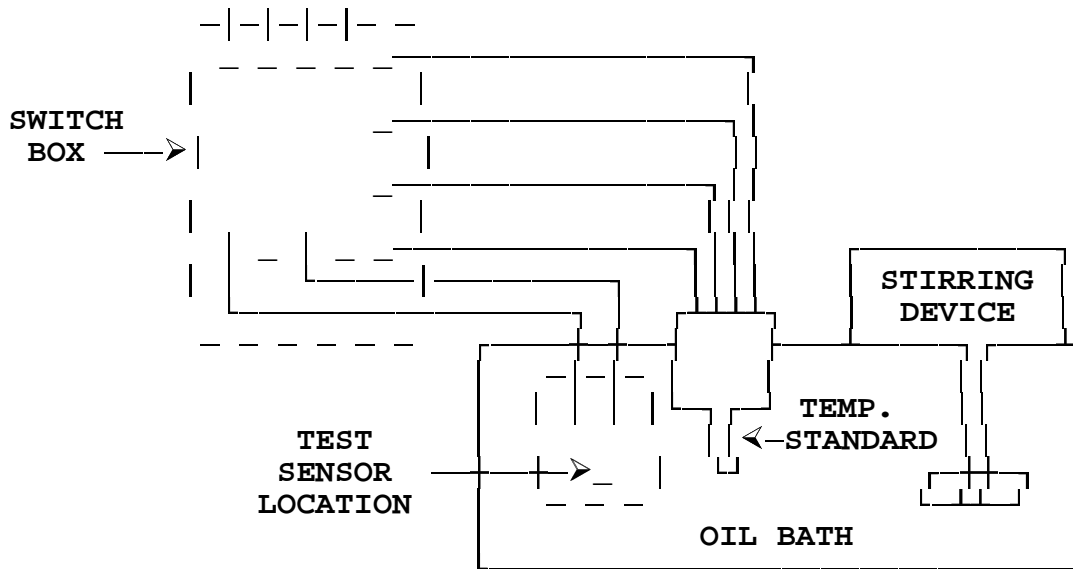 SWITCH
BOX
STIRRING
DEVICE
TEMP.
STANDARD
TEST
SENSOR
LOCATION
OIL BATH